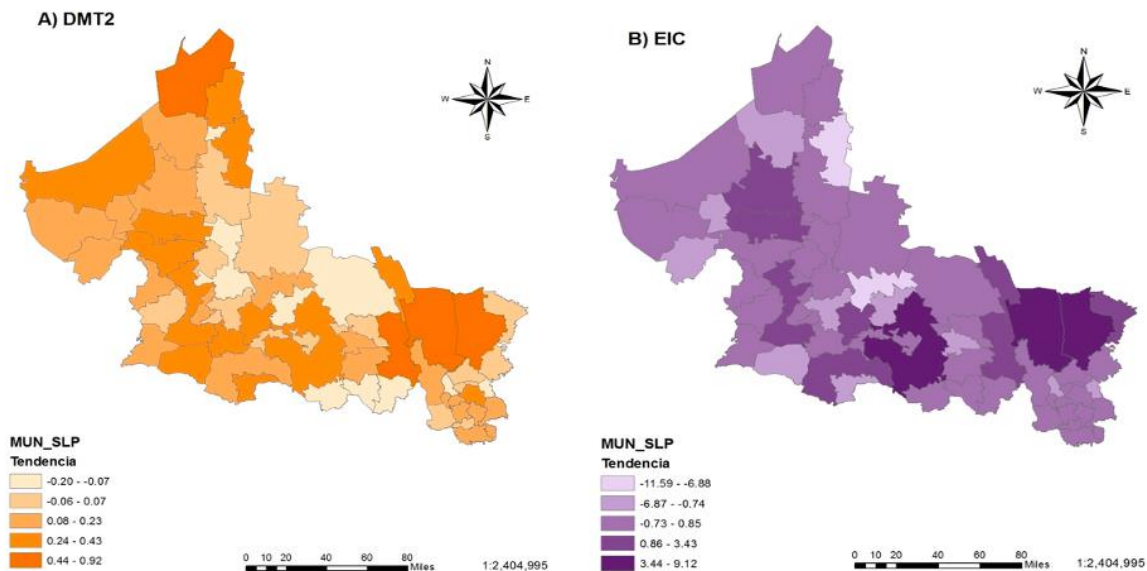 A) DMT2
N
W E
S
MUN_SLP
Tendencia
-0.20 - -0.07
-0.06 - 0.07
0.08 - 0.23
0.24 - 0.43
0.44 - 0.92
0 10 20 40 60 80
Miles
1:2,404,995
B) EIC
N
W E
S
MUN_SLP
Tendencia
-11.59 - -6.88
-6.87 - -0.74
-0.73 - 0.85
0.86 - 3.43
3.44 - 9.12
0 10 20 40 60 80
Miles
1:2,404,995